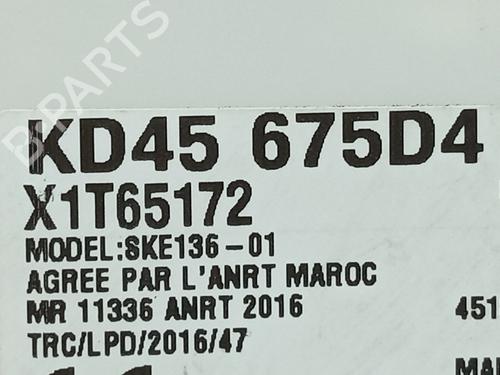 BPARTS
KD45 675D4
X1T65172
MODEL:SKE136-01
AGREE PAR L'ANRT MAROC
MR 11336 ANRT 2016 451
TRC/LPD/2016/47